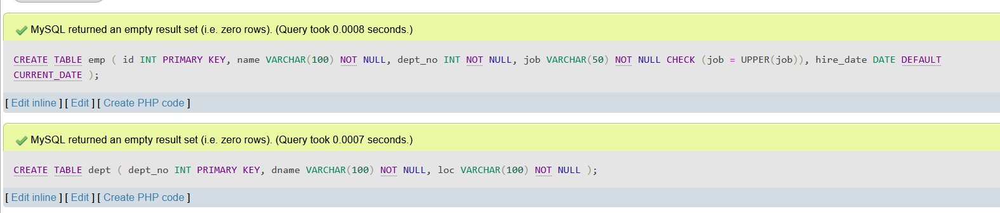 MySQL returned an empty result set (i.e. zero rows). (Query took 0.0008 seconds.)
CREATE TABLE emp ( id INT PRIMARY KEY, name VARCHAR(100) NOT NULL, dept_no INT NOT NULL, job VARCHAR(50) NOT NULL CHECK (job = UPPER(job)), hire_date DATE DEFAULT
CURRENT_DATE );
[ Edit inline ] [ Edit ] [ Create PHP code ]
MySQL returned an empty result set (i.e. zero rows). (Query took 0.0007 seconds.)
CREATE TABLE dept ( dept_no INT PRIMARY KEY, dname VARCHAR(100) NOT NULL, loc VARCHAR(100) NOT NULL );
[ Edit inline ] [ Edit ] [ Create PHP code ]